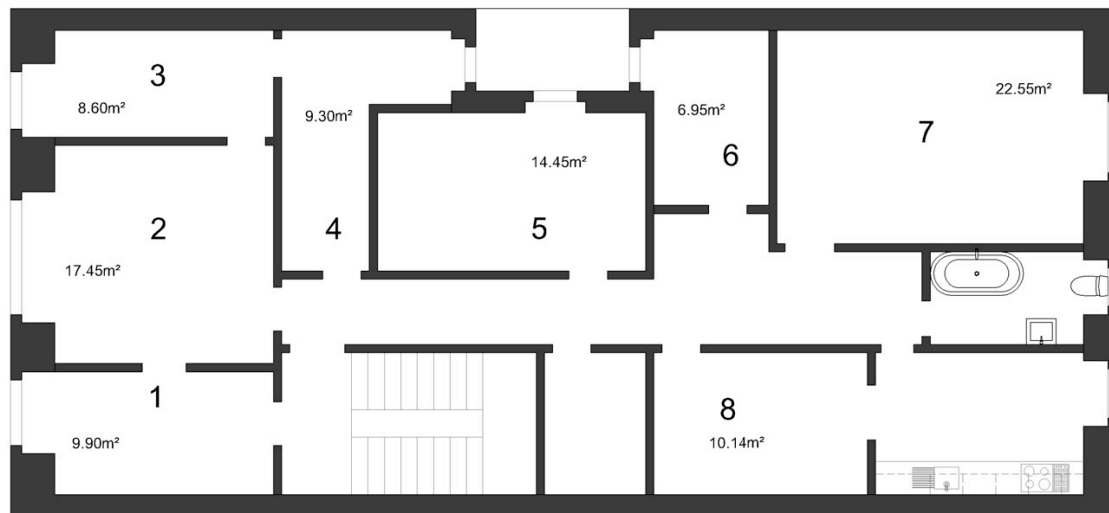 3
8.60m²
9.30m²
4
14.45m²
5
6.95m²
6
22.55m²
7
2
17.45m²
1
9.90m²
8
10.14m²